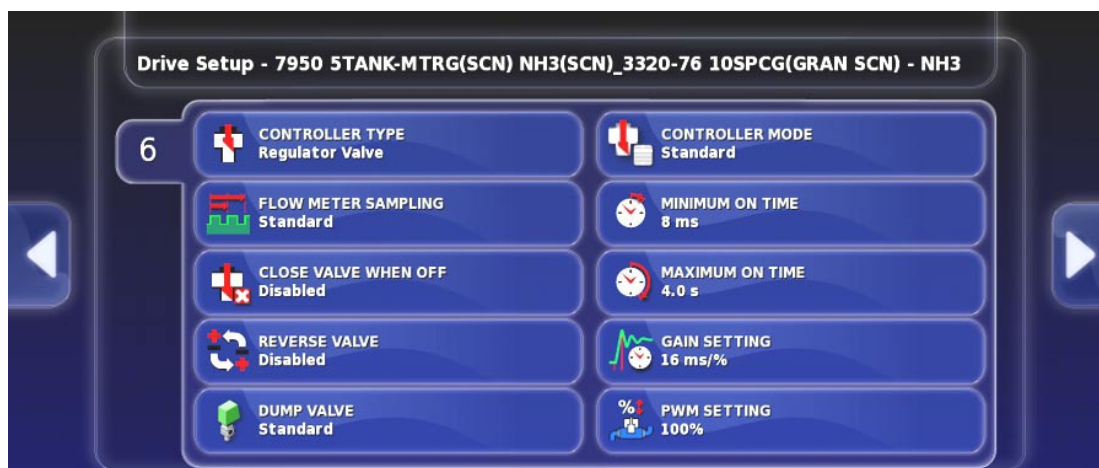 Drive Setup - 7950 5TANK-MTRG(SCN) NH3(SCN)_3320-76 10SPCG(GRAN SCN) - NH3
6
CONTROLLER TYPE
Regulator Valve
CONTROLLER MODE
Standard
FLOW METER SAMPLING
Standard
MINIMUM ON TIME
8 ms
CLOSE VALVE WHEN OFF
Disabled
MAXIMUM ON TIME
4.0 s
REVERSE VALVE
Disabled
GAIN SETTING
16 ms/%
DUMP VALVE
Standard
%
PWM SETTING
100%